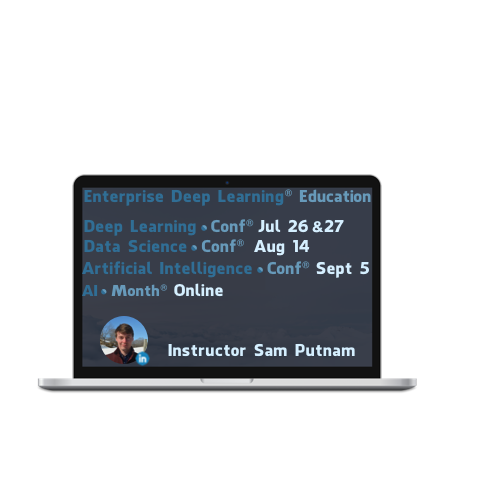 Enterprise Deep Learning® Education
Deep Learning • Conf® Jul 26 & 27
Data Science • Conf® Aug 14
Artificial Intelligence • Conf® Sept 5
AI • Month® Online
in
Instructor Sam Putnam